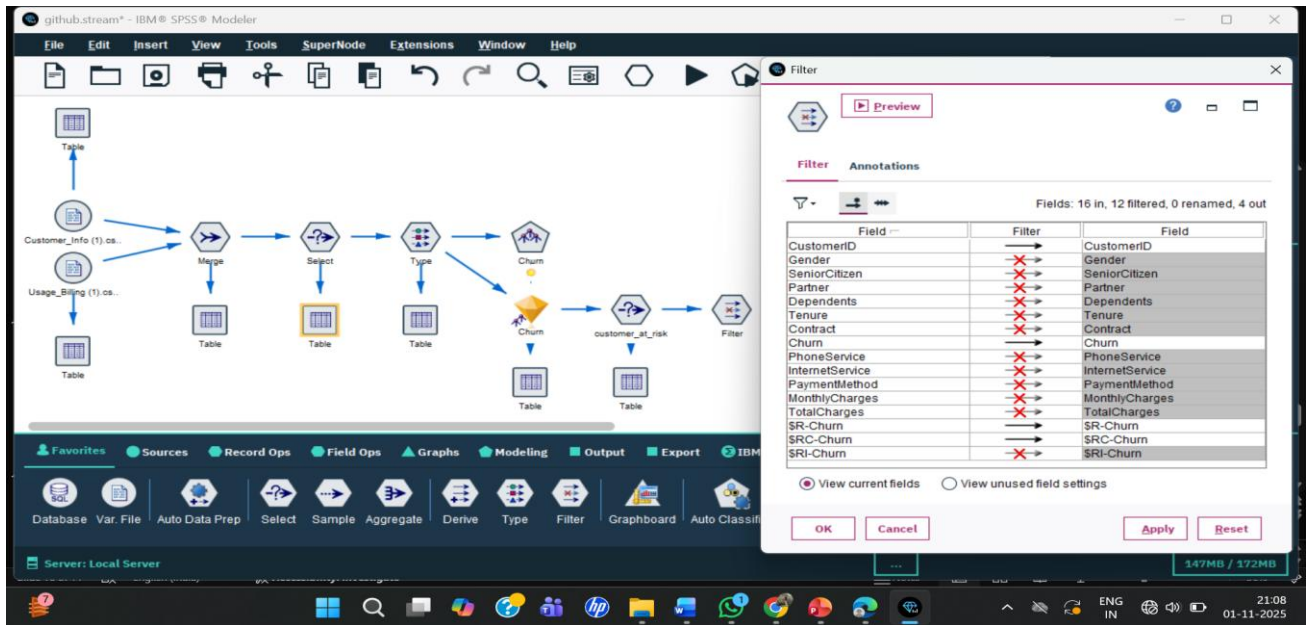 github.stream* - IBM® SPSS® Modeler
File Edit Insert View Tools SuperNode Extensions Window Help
Table
Customer_Info (1).cs..
Usage_Billing (1).cs..
Merge
Select
Type
Churn
Churn
customer_at_risk
Filter
Table
Table
Table
Table
Table
Table
Favorites Sources Record Ops Field Ops Graphs Modeling Output Export IBM
SQL
Database Var. File Auto Data Prep Select Sample Aggregate Derive Type Filter Graphboard Auto Classifi
Server: Local Server
Filter
Preview
Filter Annotations
Fields: 16 in, 12 filtered, 0 renamed, 4 out
Field Filter Field
CustomerID CustomerID
Gender Gender
SeniorCitizen SeniorCitizen
Partner Partner
Dependents Dependents
Tenure Tenure
Contract Contract
Churn Churn
PhoneService PhoneService
InternetService InternetService
PaymentMethod PaymentMethod
MonthlyCharges MonthlyCharges
TotalCharges TotalCharges
$R-Churn $R-Churn
$RC-Churn $RC-Churn
$RI-Churn $RI-Churn
View current fields View unused field settings
OK Cancel Apply Reset
...
147MB / 172MB
7
hp
ENG
IN
21:08
01-11-2025